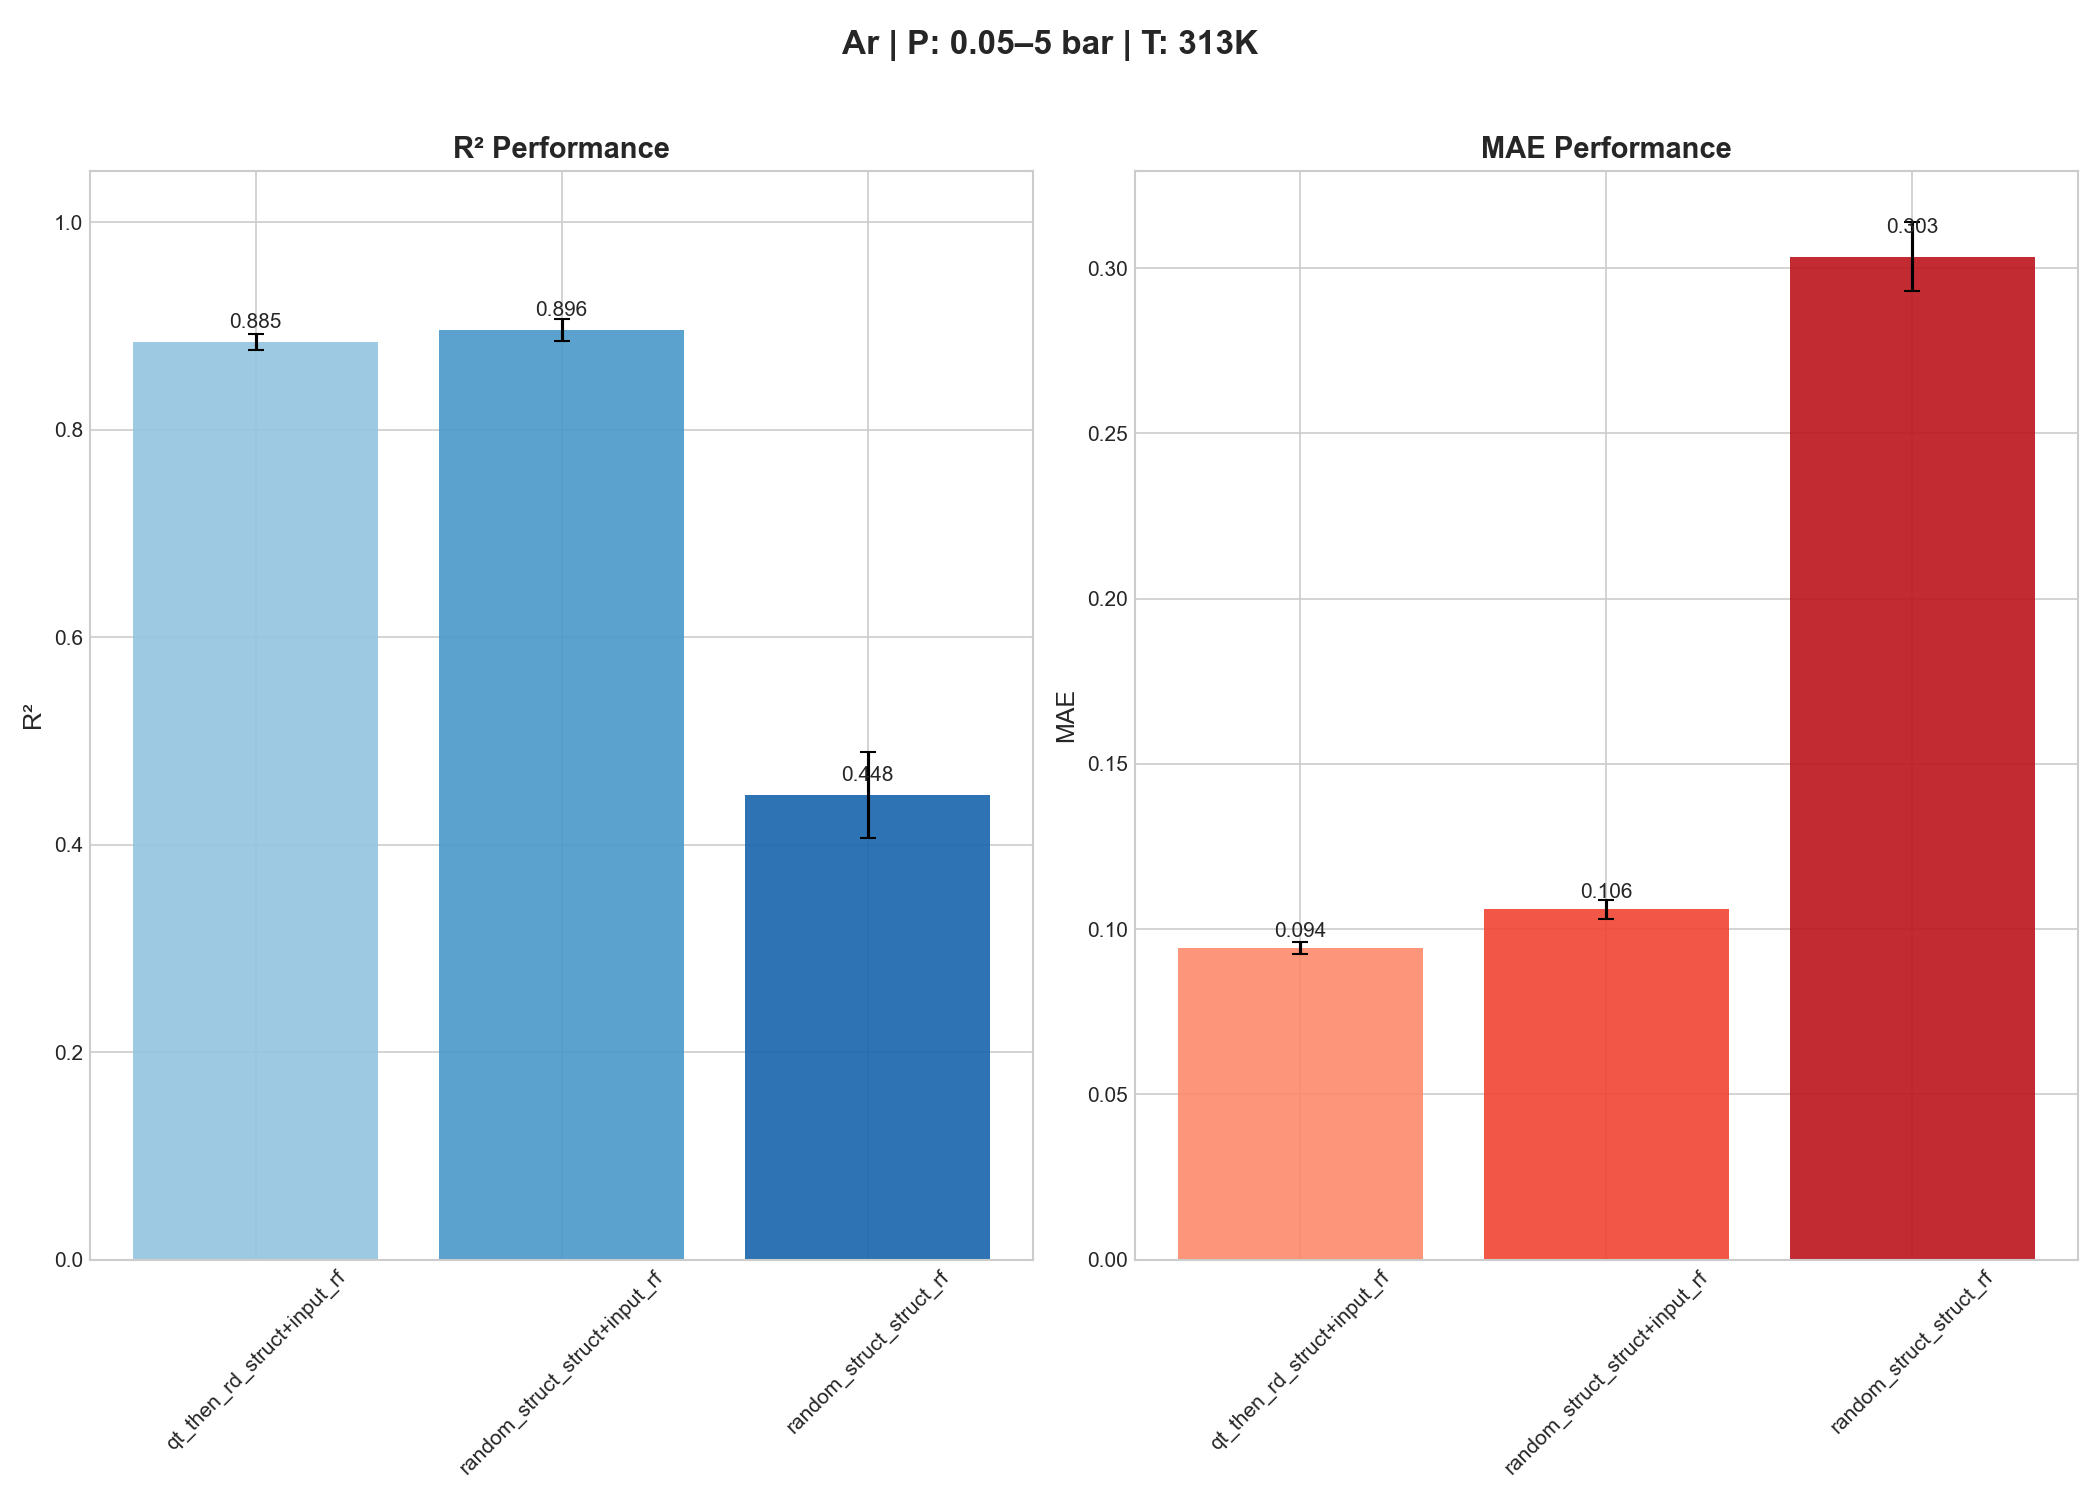 Ar | P: 0.05–5 bar | T: 313K
R² Performance
R²
1.0
0.8
0.6
0.4
0.2
0.0
0.885
0.896
0.448
qt_then_rd_struct+input_rf
random_struct_struct+input_rf
random_struct_struct_rf
MAE Performance
MAE
0.30
0.25
0.20
0.15
0.10
0.05
0.00
0.094
0.106
0.303
qt_then_rd_struct+input_rf
random_struct_struct+input_rf
random_struct_struct_rf